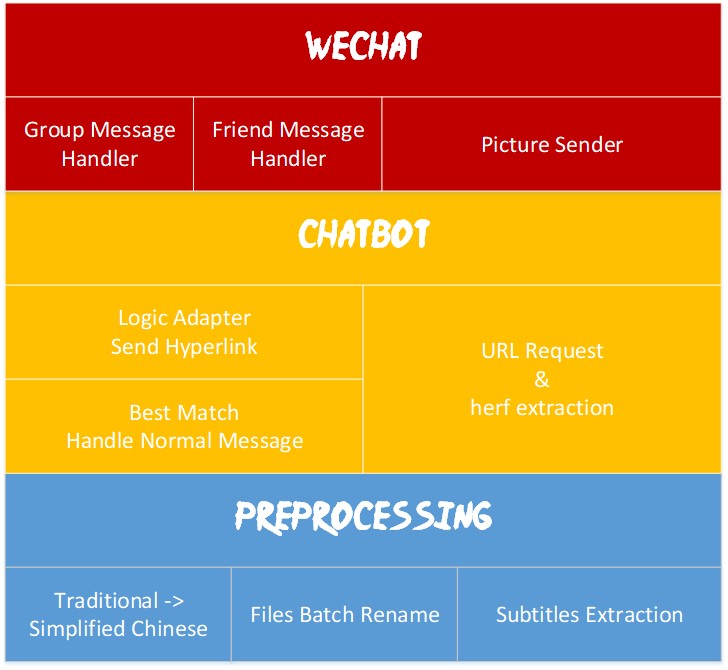 WECHAT
Group Message
Handler
Friend Message
Handler
Picture Sender
CHATBOT
Logic Adapter
Send Hyperlink
Best Match
Handle Normal Message
URL Request
&
herf extraction
PREPROCESSING
Traditional ->
Simplified Chinese
Files Batch Rename
Subtitles Extraction